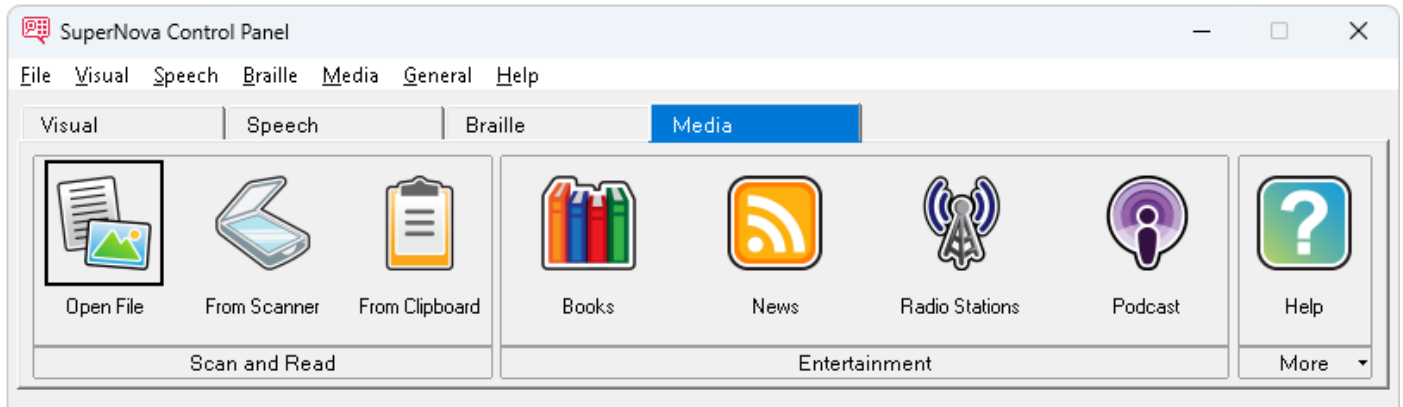 SuperNova Control Panel
File Visual Speech Braille Media General Help
Visual Speech Braille Media
Open File From Scanner From Clipboard Books News Radio Stations Podcast Help
Scan and Read Entertainment More